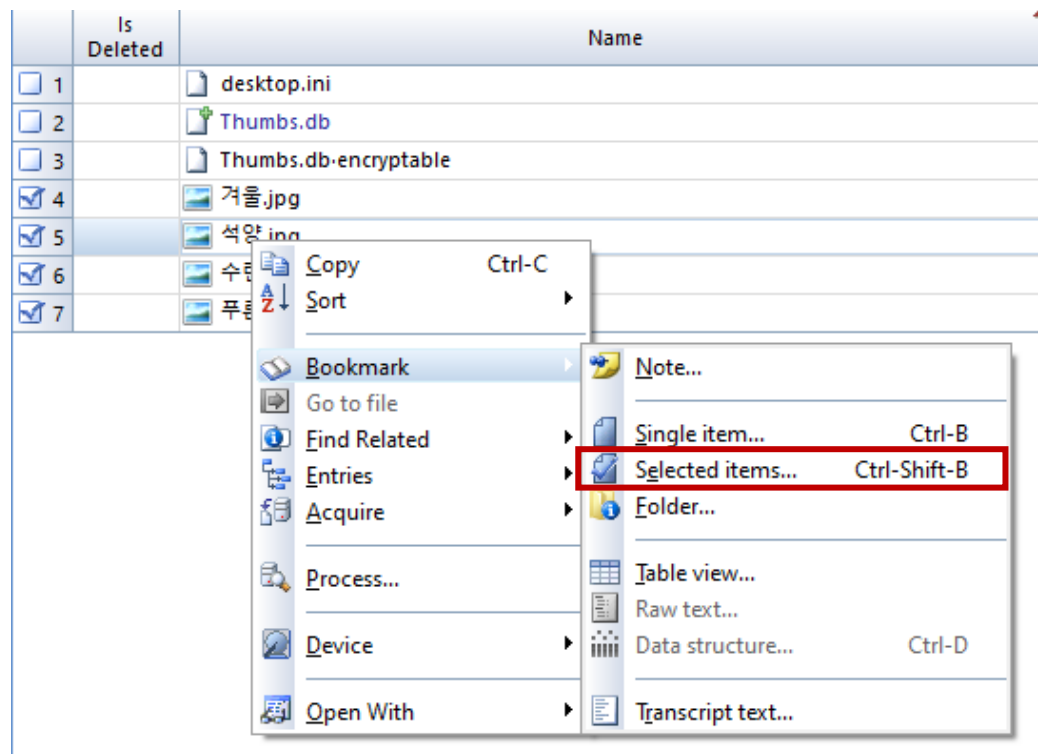 Is Deleted Name
1 desktop.ini
2 Thumbs.db
3 Thumbs.db·encryptable
4 겨울.jpg
5 석양.jpg
6
7
Copy Ctrl-C
Sort
Bookmark
Go to file
Find Related
Entries
Acquire
Process...
Device
Open With
Note...
Single item... Ctrl-B
Selected items... Ctrl-Shift-B
Folder...
Table view...
Raw text...
Data structure... Ctrl-D
Transcript text...